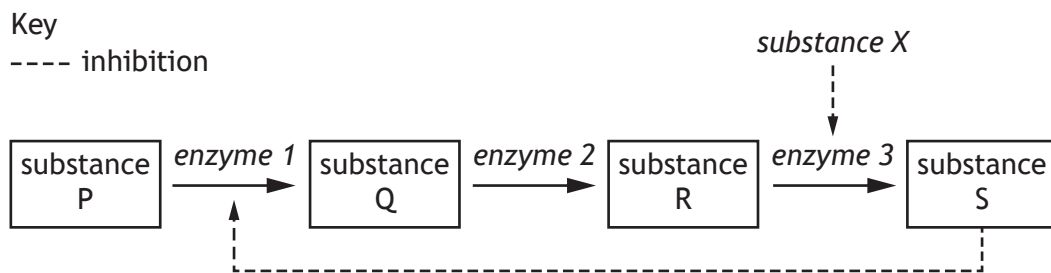 Key
---- inhibition
substance X
substance
P
enzyme 1
substance
Q
enzyme 2
substance
R
enzyme 3
substance
S